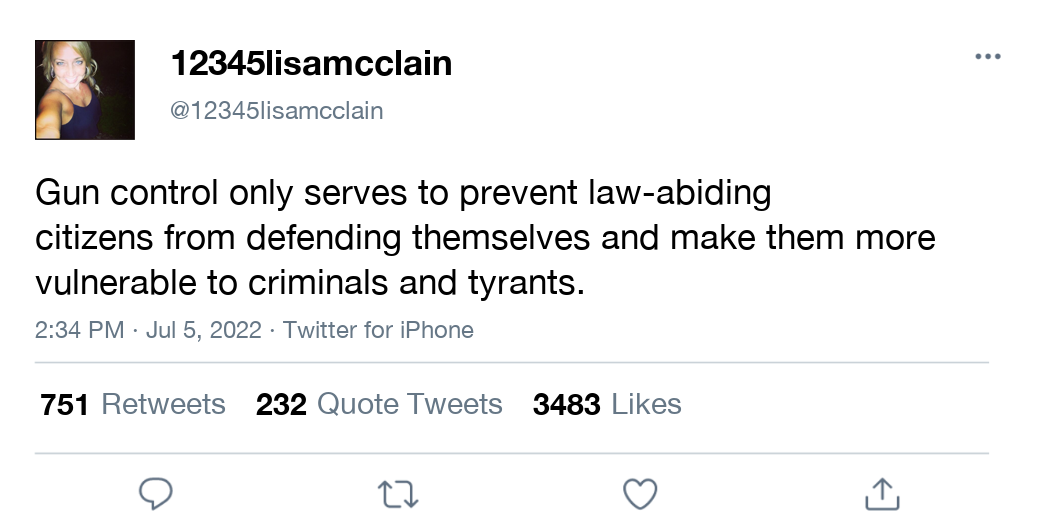 12345lisamcclain
@12345lisamcclain
Gun control only serves to prevent law-abiding
citizens from defending themselves and make them more
vulnerable to criminals and tyrants.
2:34 PM · Jul 5, 2022 · Twitter for iPhone
751 Retweets 232 Quote Tweets 3483 Likes